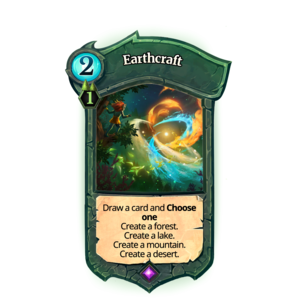 2
Earthcraft
1
Draw a card and Choose
one
Create a forest.
Create a lake.
Create a mountain.
Create a desert.